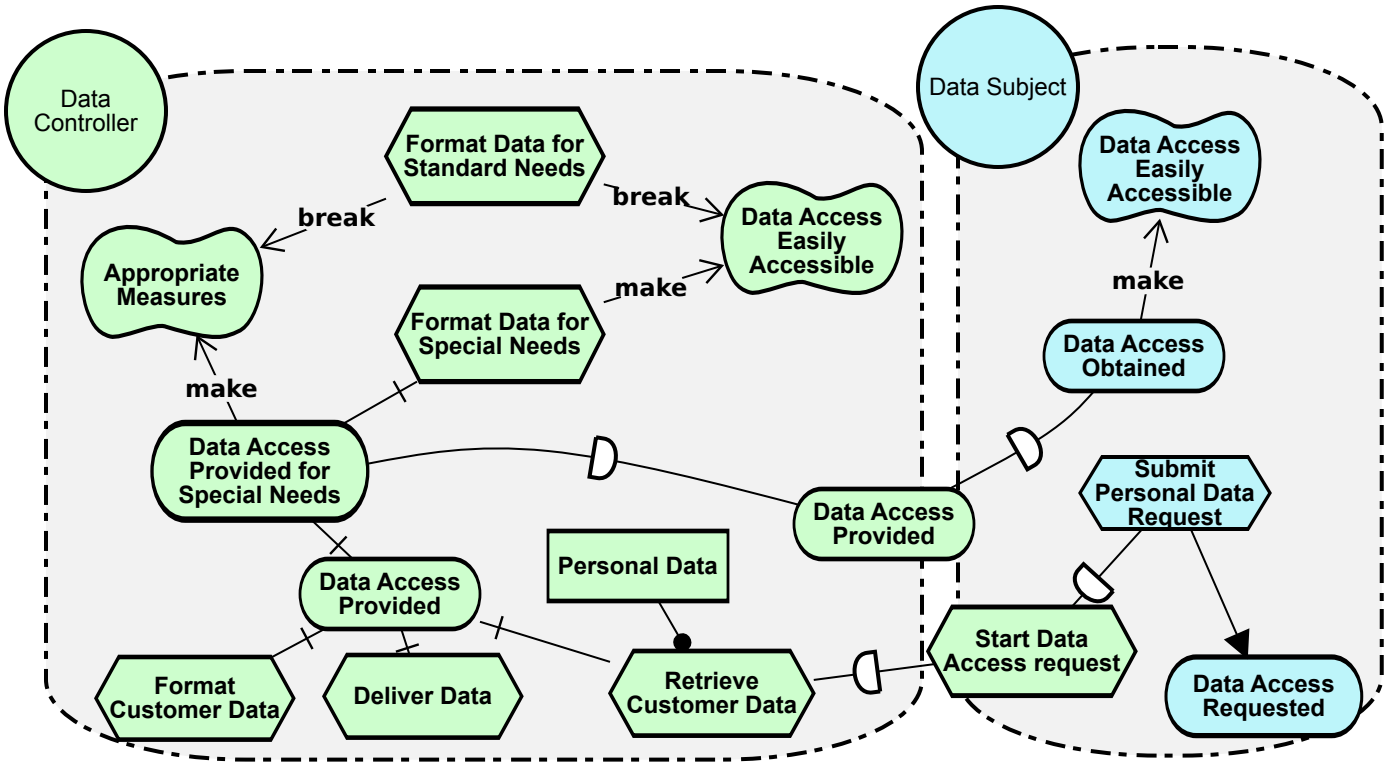 Data
Controller
Data Subject
Format Data for
Standard Needs
Data Access
Easily
Accessible
break
break
Data Access
Easily
Accessible
Appropriate
Measures
make
make
Format Data for
Special Needs
Data Access
Obtained
make
Data Access
Provided for
Special Needs
Submit
Personal Data
Request
Data Access
Provided
Personal Data
Data Access
Provided
Start Data
Access request
Format
Customer Data
Deliver Data
Retrieve
Customer Data
Data Access
Requested